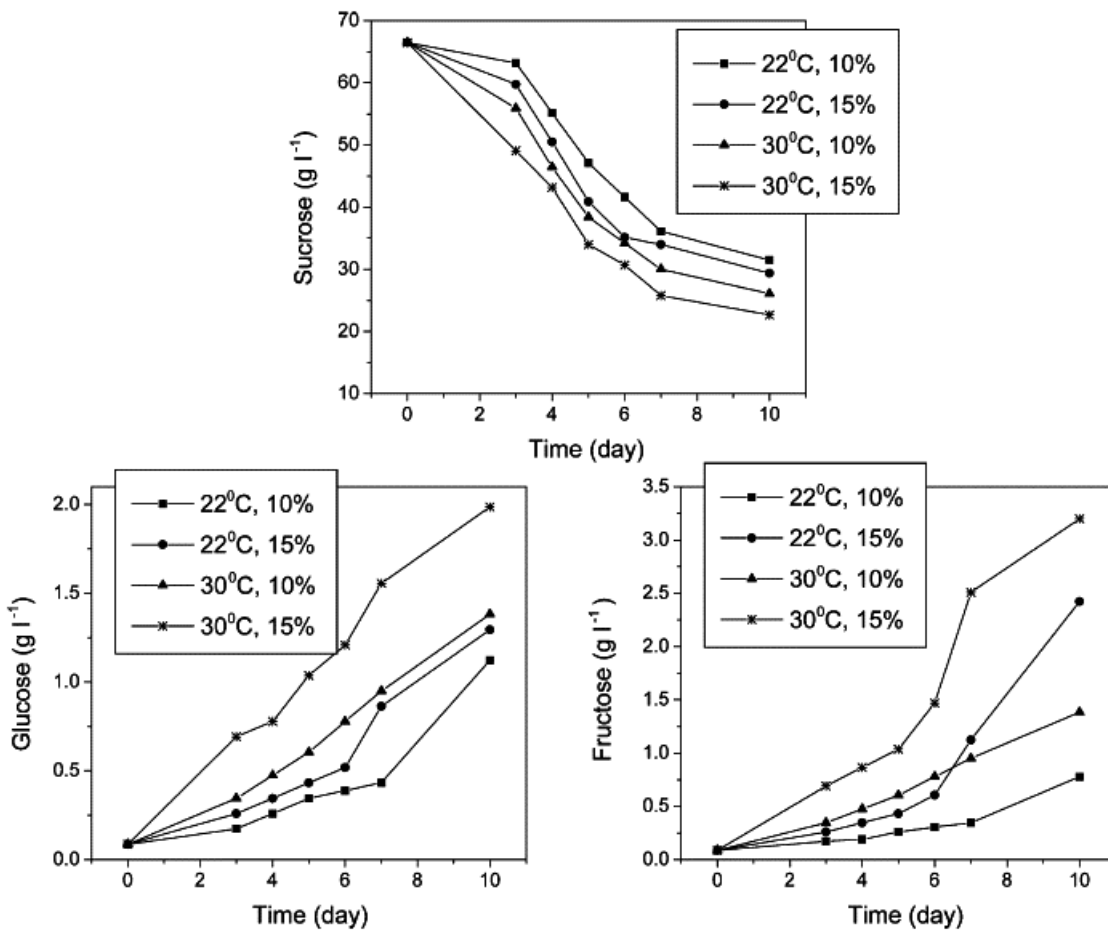 70
60
50
40
30
20
10
Sucrose (g l⁻¹)
22⁰C, 10%
22⁰C, 15%
30⁰C, 10%
30⁰C, 15%
0 2 4 6 8 10
Time (day)
2.0
1.5
1.0
0.5
0.0
Glucose (g l⁻¹)
22⁰C, 10%
22⁰C, 15%
30⁰C, 10%
30⁰C, 15%
0 2 4 6 8 10
Time (day)
3.5
3.0
2.5
2.0
1.5
1.0
0.5
0.0
Fructose (g l⁻¹)
22⁰C, 10%
22⁰C, 15%
30⁰C, 10%
30⁰C, 15%
0 2 4 6 8 10
Time (day)